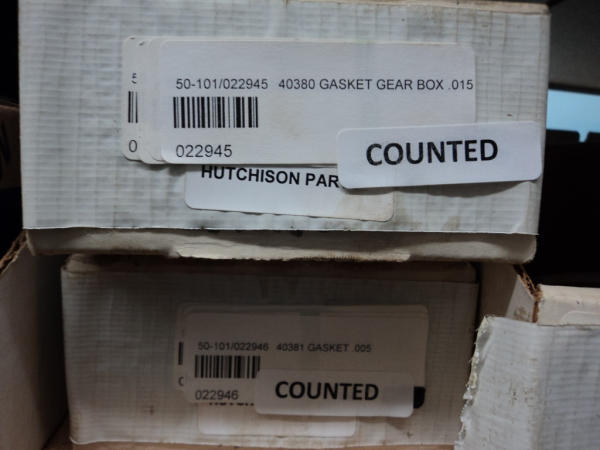 50-101/022945 40380 GASKET GEAR BOX .015
022945
COUNTED
HUTCHISON PAR
50-101/022946 40381 GASKET .005
022946
COUNTED